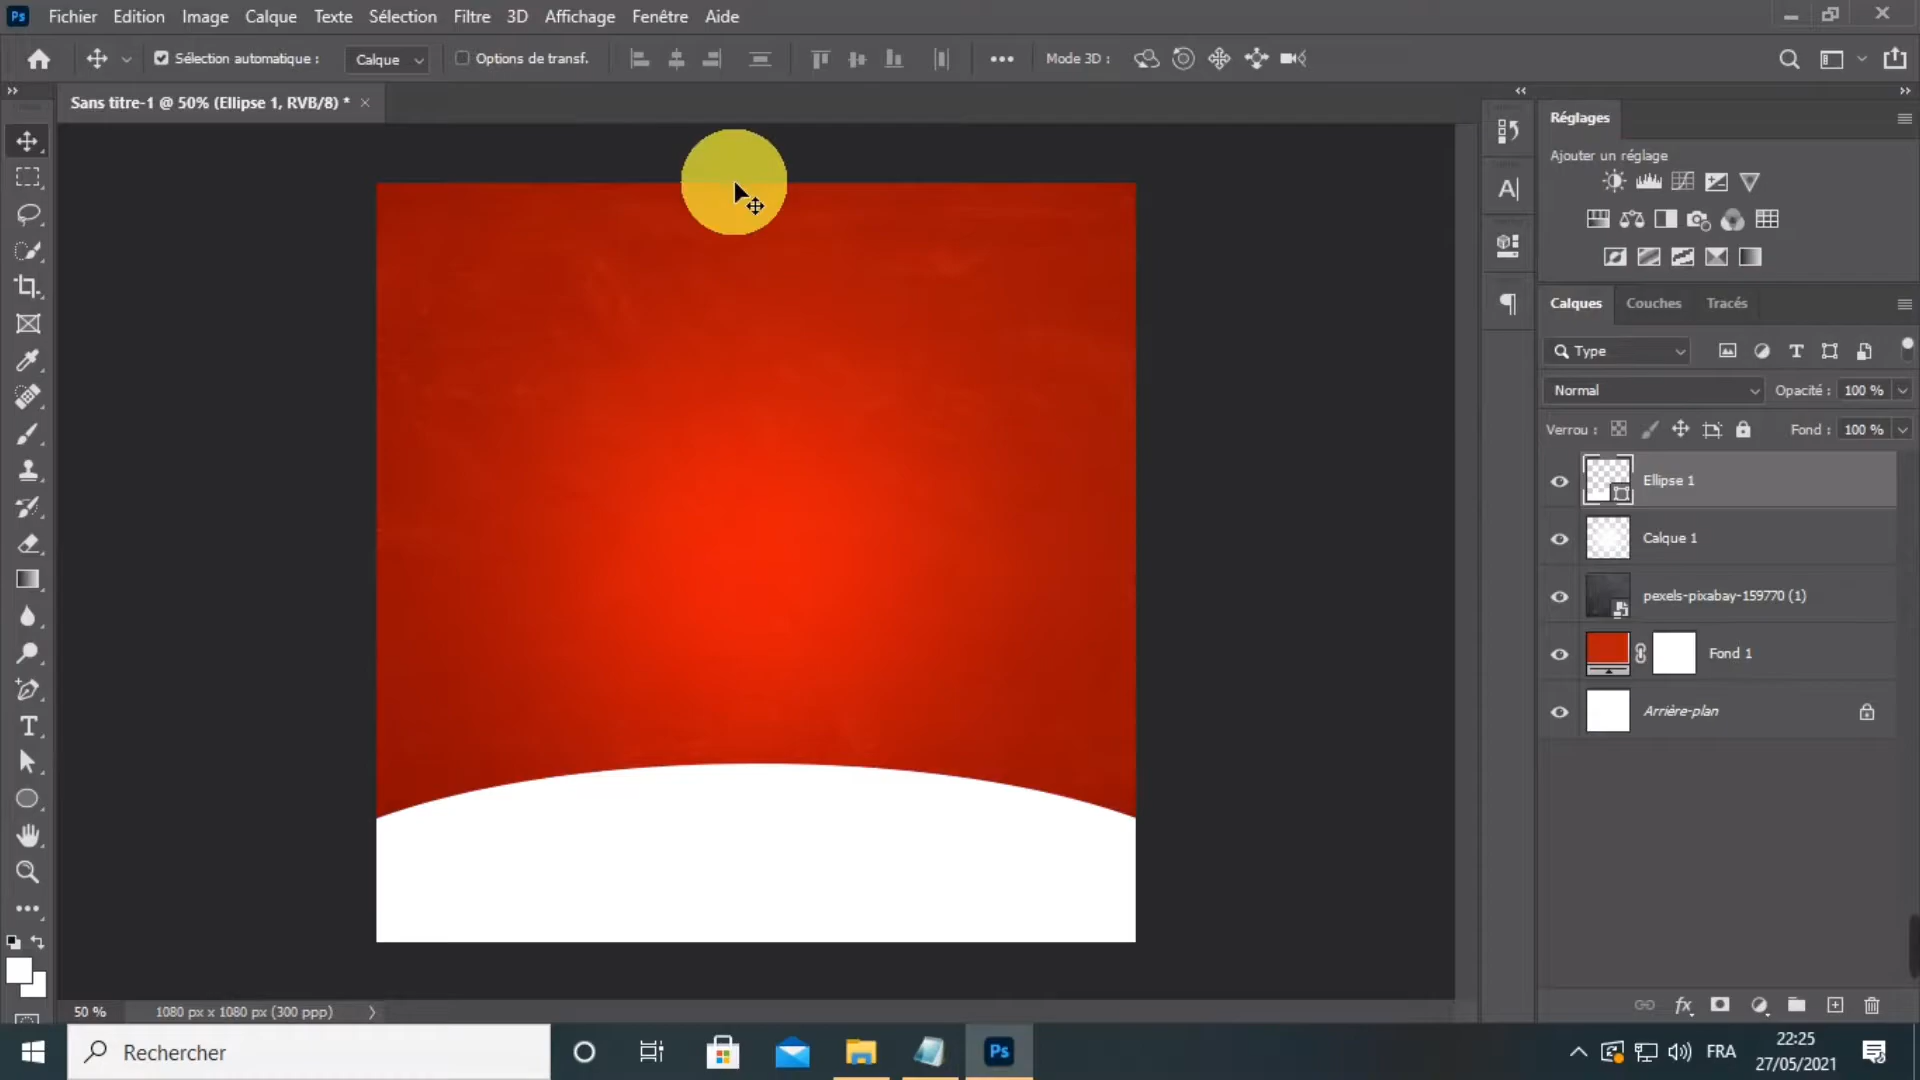 Ps Fichier Edition Image Calque Texte Sélection Filtre 3D Affichage Fenêtre Aide
Sélection automatique : Calque Options de transf. Mode 3D :
Sans titre-1 @ 50% (Ellipse 1, RVB/8) *
Réglages
Ajouter un réglage
Calques Couches Tracés
Type
Normal Opacité : 100 %
Verrou : Fond : 100 %
Ellipse 1
Calque 1
pexels-pixabay-159770 (1)
Fond 1
Arrière-plan
50 % 1080 px x 1080 px (300 ppp)
Rechercher
Ps
FRA
22:25
27/05/2021